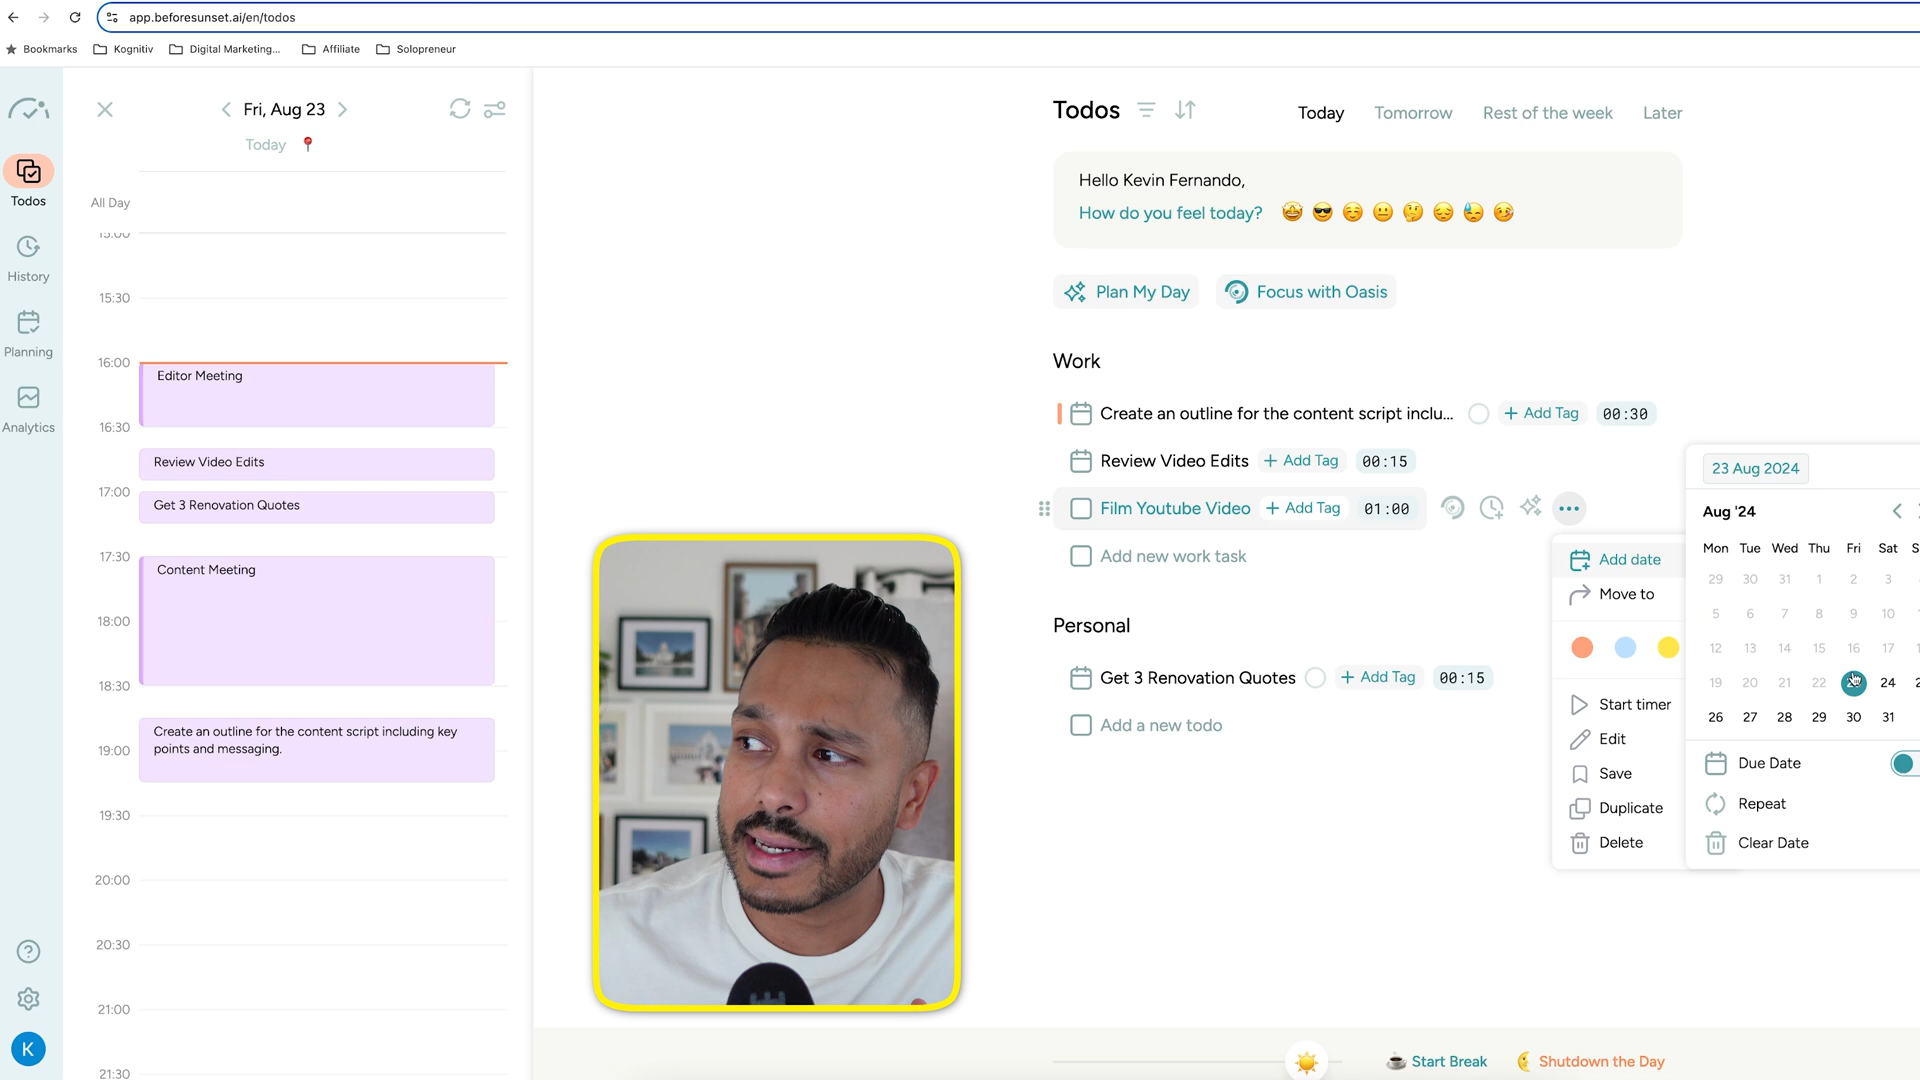 app.beforesunset.ai/en/todos
Bookmarks
Kognitiv
Digital Marketing...
Affiliate
Solopreneur
Todos
History
Planning
Analytics
K
Fri, Aug 23
Today
All Day
15:00
15:30
16:00
Editor Meeting
16:30
Review Video Edits
17:00
Get 3 Renovation Quotes
17:30
Content Meeting
18:00
18:30
Create an outline for the content script including key
points and messaging.
19:00
19:30
20:00
20:30
21:00
21:30
Todos
Today
Tomorrow
Rest of the week
Later
Hello Kevin Fernando,
How do you feel today?
Plan My Day
Focus with Oasis
Work
Create an outline for the content script inclu... + Add Tag 00:30
Review Video Edits + Add Tag 00:15
Film Youtube Video + Add Tag 01:00
Add new work task
Personal
Get 3 Renovation Quotes + Add Tag 00:15
Add a new todo
Add date
Move to
Start timer
Edit
Save
Duplicate
Delete
23 Aug 2024
Aug '24
Mon Tue Wed Thu Fri Sat S
29 30 31 1 2 3
5 6 7 8 9 10
12 13 14 15 16 17
19 20 21 22 24
26 27 28 29 30 31
Due Date
Repeat
Clear Date
Start Break
Shutdown the Day